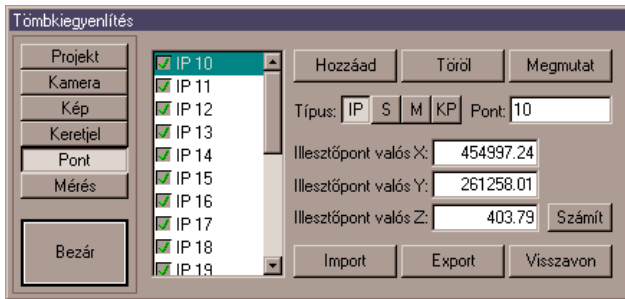 Tömbkiegyenlítés
Projekt
Kamera
Kép
Keretjel
Pont
Mérés
Bezár
IP 10
IP 11
IP 12
IP 13
IP 14
IP 15
IP 16
IP 17
IP 18
IP 19
Hozzáad Töröl Megmutat
Típus: IP S M KP Pont: 10
Illesztőpont valós X: 454997.24
Illesztőpont valós Y: 261258.01
Illesztőpont valós Z: 403.79 Számít
Import Export Visszavon